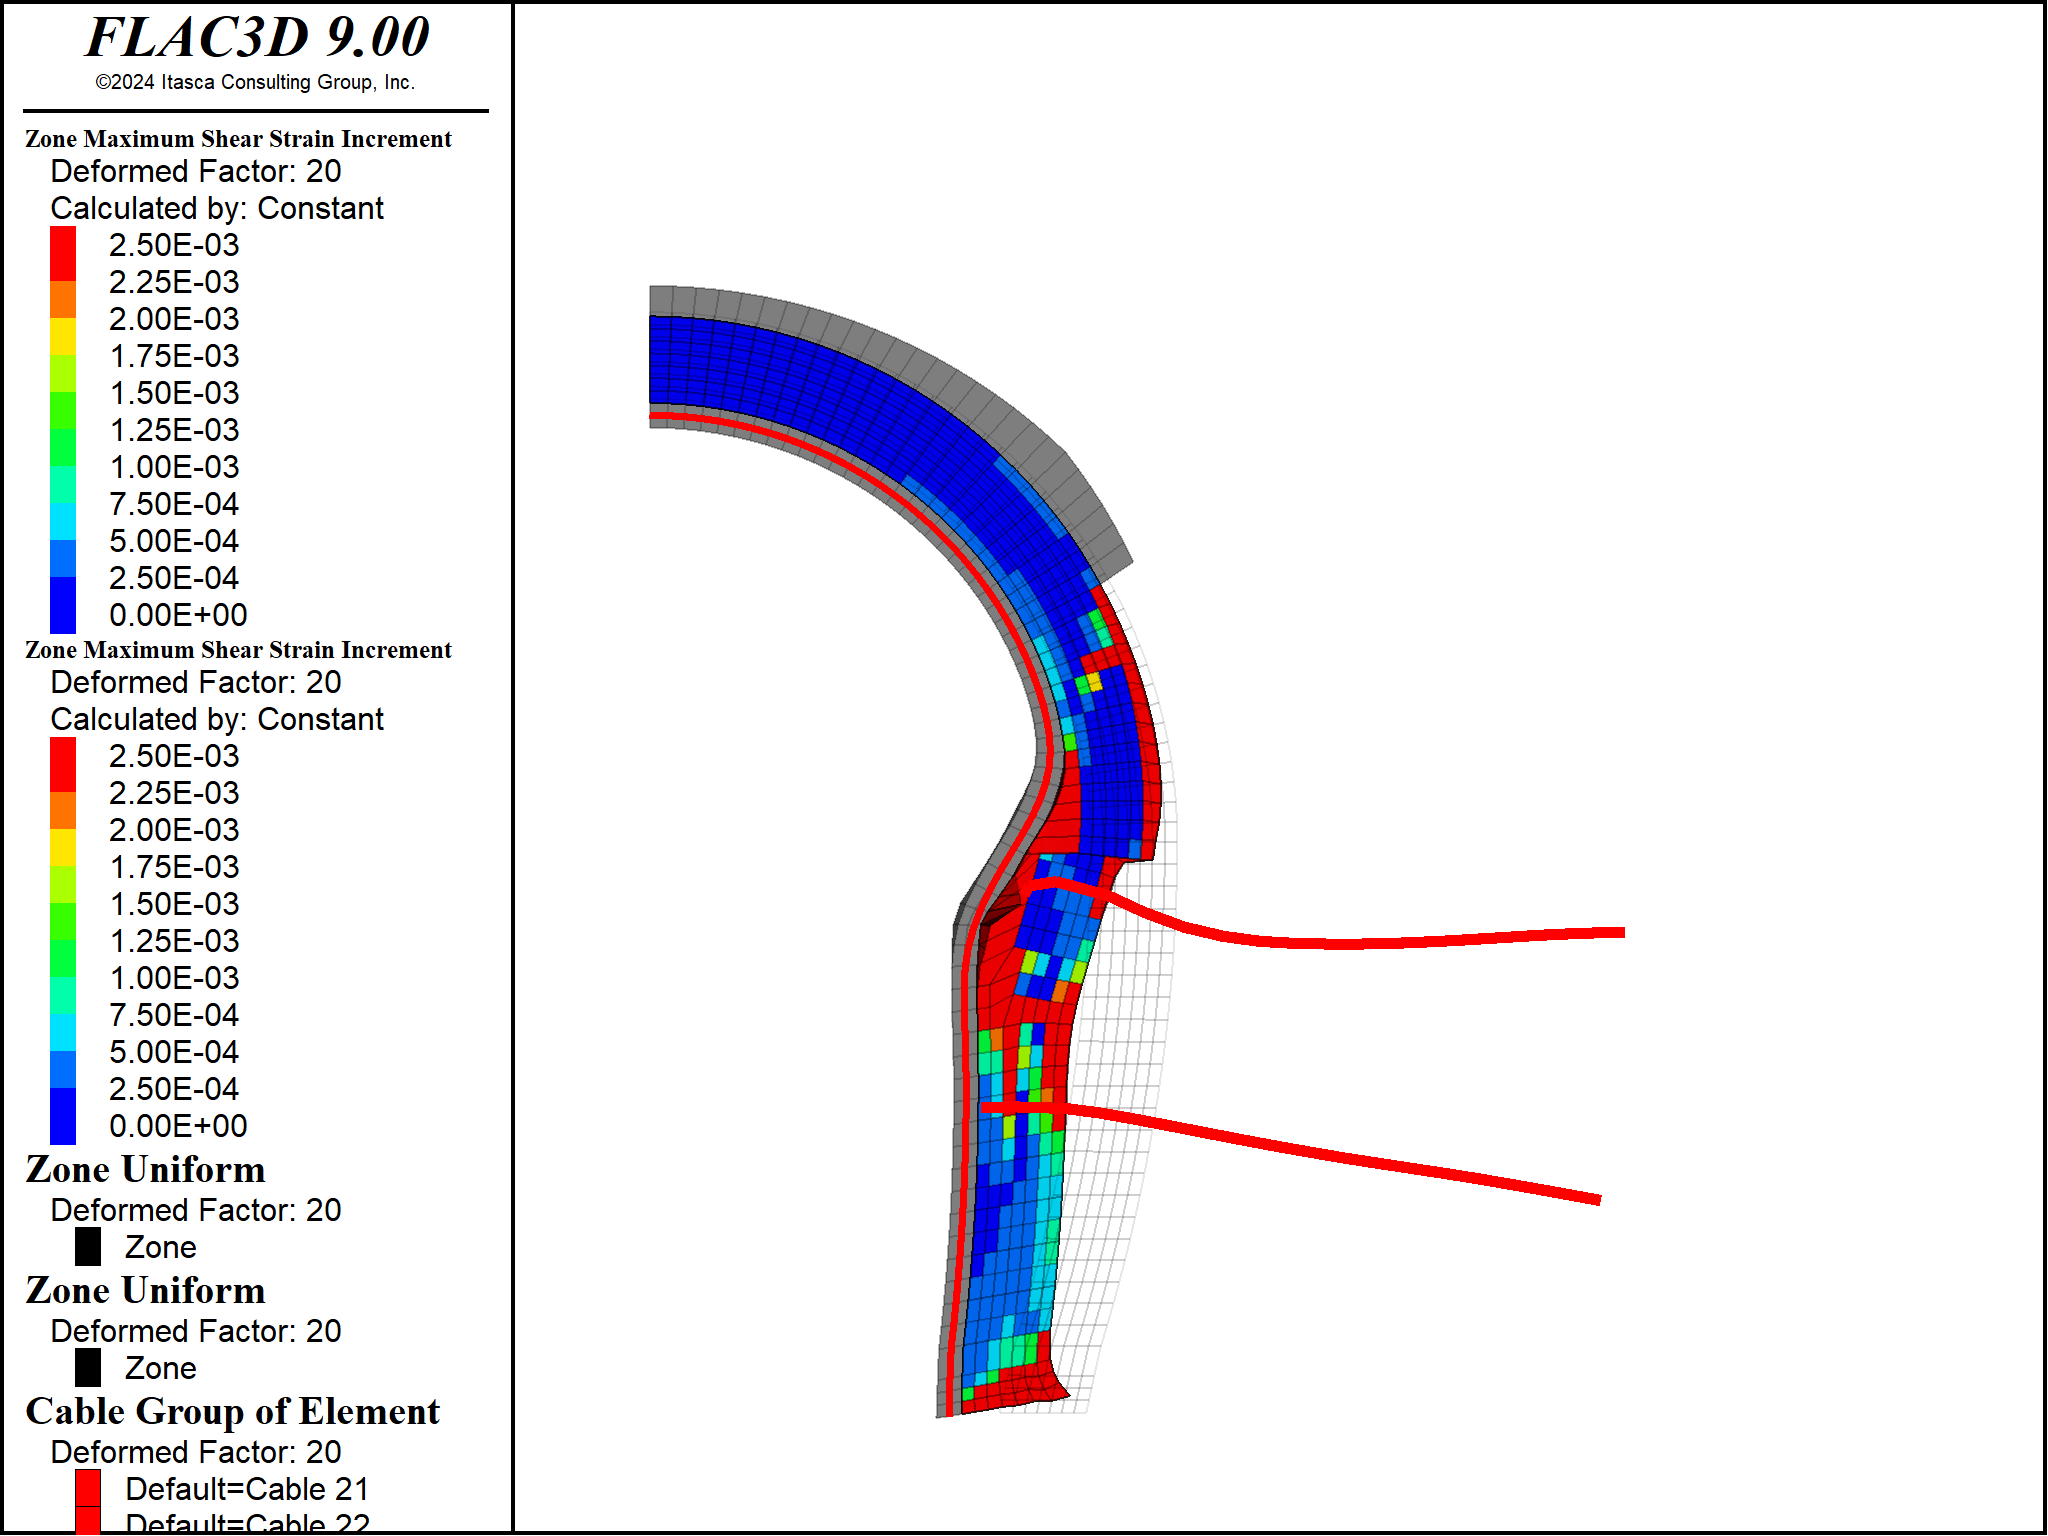 FLAC3D 9.00
©2024 Itasca Consulting Group, Inc.
Zone Maximum Shear Strain Increment
Deformed Factor: 20
Calculated by: Constant
2.50E-03
2.25E-03
2.00E-03
1.75E-03
1.50E-03
1.25E-03
1.00E-03
7.50E-04
5.00E-04
2.50E-04
0.00E+00
Zone Maximum Shear Strain Increment
Deformed Factor: 20
Calculated by: Constant
2.50E-03
2.25E-03
2.00E-03
1.75E-03
1.50E-03
1.25E-03
1.00E-03
7.50E-04
5.00E-04
2.50E-04
0.00E+00
Zone Uniform
Deformed Factor: 20
Zone
Zone Uniform
Deformed Factor: 20
Zone
Cable Group of Element
Deformed Factor: 20
Default=Cable 21
Default=Cable 22